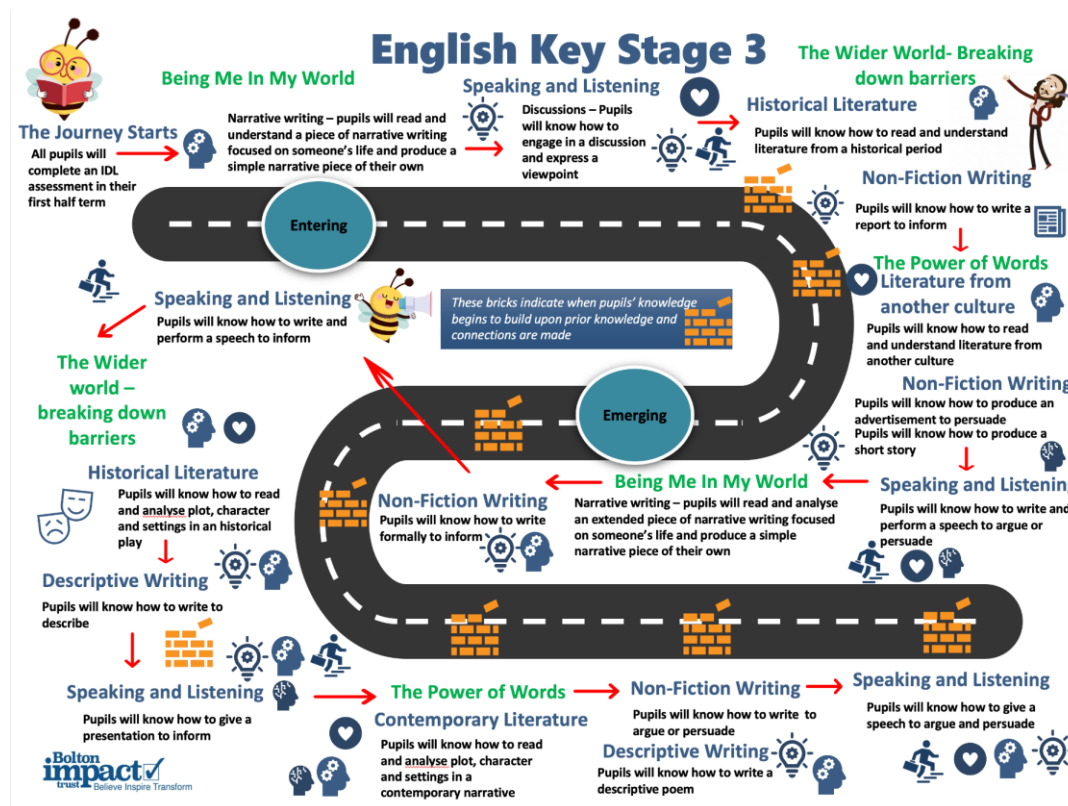 English Key Stage 3
Being Me In My World
The Journey Starts
All pupils will
complete an IDL
assessment in their
first half term
Narrative writing – pupils will read and
understand a piece of narrative writing
focused on someone's life and produce a
simple narrative piece of their own
Speaking and Listening
Discussions – Pupils
will know how to
engage in a discussion
and express a
viewpoint
The Wider World- Breaking
down barriers
Historical Literature
Pupils will know how to read and understand
literature from a historical period
Non-Fiction Writing
Pupils will know how to write a
report to inform
The Power of Words
Literature from
another culture
Pupils will know how to read
and understand literature from
another culture
Non-Fiction Writing
Pupils will know how to produce an
advertisement to persuade
Pupils will know how to produce a
short story
Speaking and Listening
Pupils will know how to write and
perform a speech to argue or
persuade
Entering
Emerging
These bricks indicate when pupils' knowledge
begins to build upon prior knowledge and
connections are made
Being Me In My World
Narrative writing – pupils will read and analyse
an extended piece of narrative writing focused
on someone's life and produce a simple
narrative piece of their own
Non-Fiction Writing
Pupils will know how to write
formally to inform
Speaking and Listening
Pupils will know how to write and
perform a speech to inform
The Wider
world –
breaking down
barriers
Historical Literature
Pupils will know how to read
and analyse plot, character
and settings in an historical
play
Descriptive Writing
Pupils will know how to write to
describe
Speaking and Listening
Pupils will know how to give a
presentation to inform
The Power of Words
Contemporary Literature
Pupils will know how to read
and analyse plot, character
and settings in a
contemporary narrative
Non-Fiction Writing
Pupils will know how to write to
argue or persuade
Descriptive Writing
Pupils will know how to write a
descriptive poem
Speaking and Listening
Pupils will know how to give a
speech to argue and persuade
Bolton
impact
trust Believe Inspire Transform